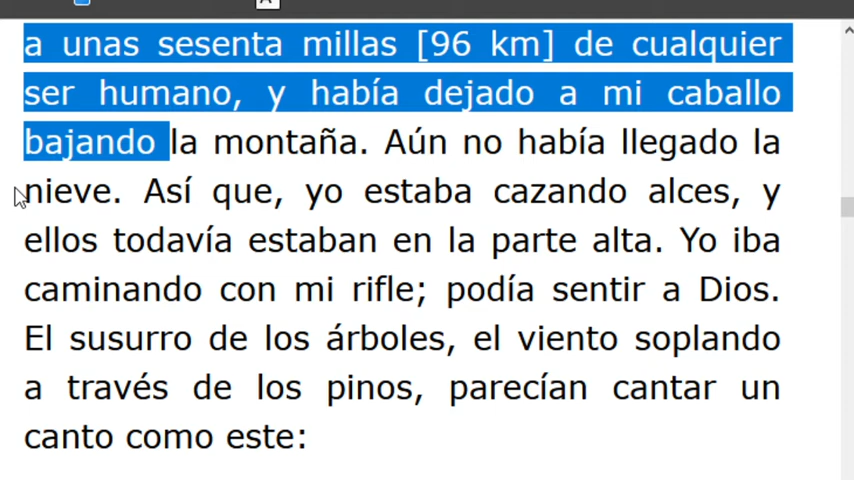 a unas sesenta millas [96 km] de cualquier
ser humano, y había dejado a mi caballo
bajando la montaña. Aún no había llegado la
nieve. Así que, yo estaba cazando alces, y
ellos todavía estaban en la parte alta. Yo iba
caminando con mi rifle; podía sentir a Dios.
El susurro de los árboles, el viento soplando
a través de los pinos, parecían cantar un
canto como este: